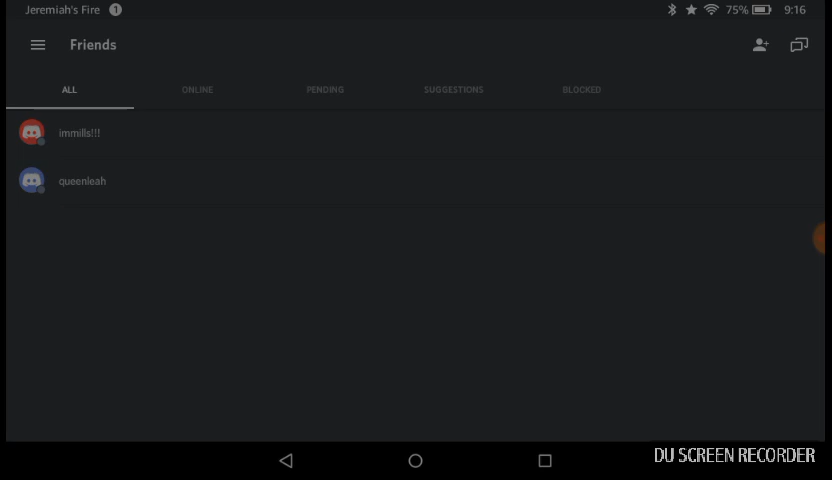 Jeremiah's Fire 1 75% 9:16
Friends
ALL ONLINE PENDING SUGGESTIONS BLOCKED
immills!!!
queenleah
DU SCREEN RECORDER